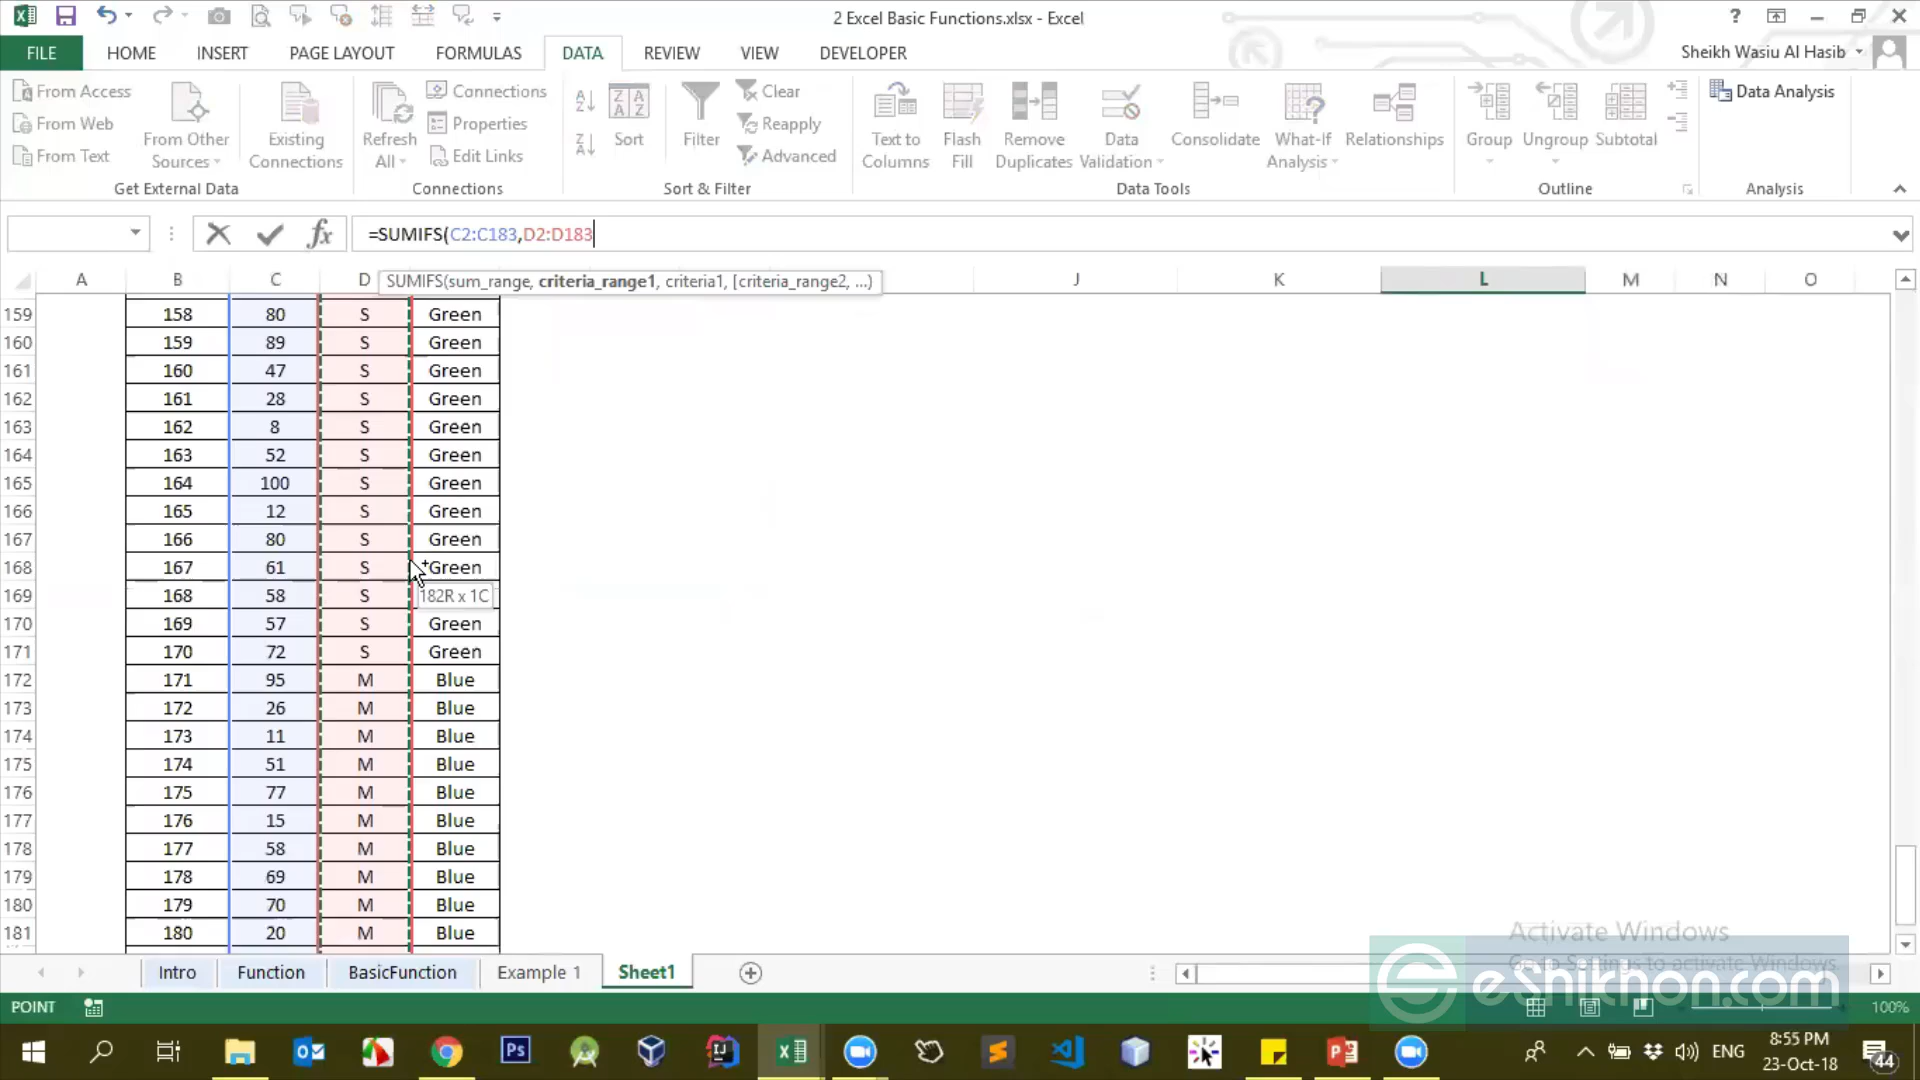 2 Excel Basic Functions.xlsx - Excel
FILE HOME INSERT PAGE LAYOUT FORMULAS DATA REVIEW VIEW DEVELOPER Sheikh Wasiu Al Hasib
From Access
From Web
From Text
From Other Sources
Existing Connections
Get External Data
Refresh All
Connections
Properties
Edit Links
Connections
Sort
Filter
Clear
Reapply
Advanced
Sort & Filter
Text to Columns
Flash Fill
Remove Duplicates
Data Validation
Consolidate
What-If Analysis
Relationships
Data Tools
Group
Ungroup
Subtotal
Outline
Data Analysis
Analysis
=SUMIFS(C2:C183,D2:D183
SUMIFS(sum_range, criteria_range1, criteria1, [criteria_range2, ...)
A B C D J K L M N O
159 158 80 S Green
160 159 89 S Green
161 160 47 S Green
162 161 28 S Green
163 162 8 S Green
164 163 52 S Green
165 164 100 S Green
166 165 12 S Green
167 166 80 S Green
168 167 61 S Green
169 168 58 S
182R x 1C
170 169 57 S Green
171 170 72 S Green
172 171 95 M Blue
173 172 26 M Blue
174 173 11 M Blue
175 174 51 M Blue
176 175 77 M Blue
177 176 15 M Blue
178 177 58 M Blue
179 178 69 M Blue
180 179 70 M Blue
181 180 20 M Blue
Activate Windows
Go to Settings to activate Windows.
eShikhon.com
Intro Function BasicFunction Example 1 Sheet1
POINT 100%
8:55 PM
ENG
23-Oct-18
44